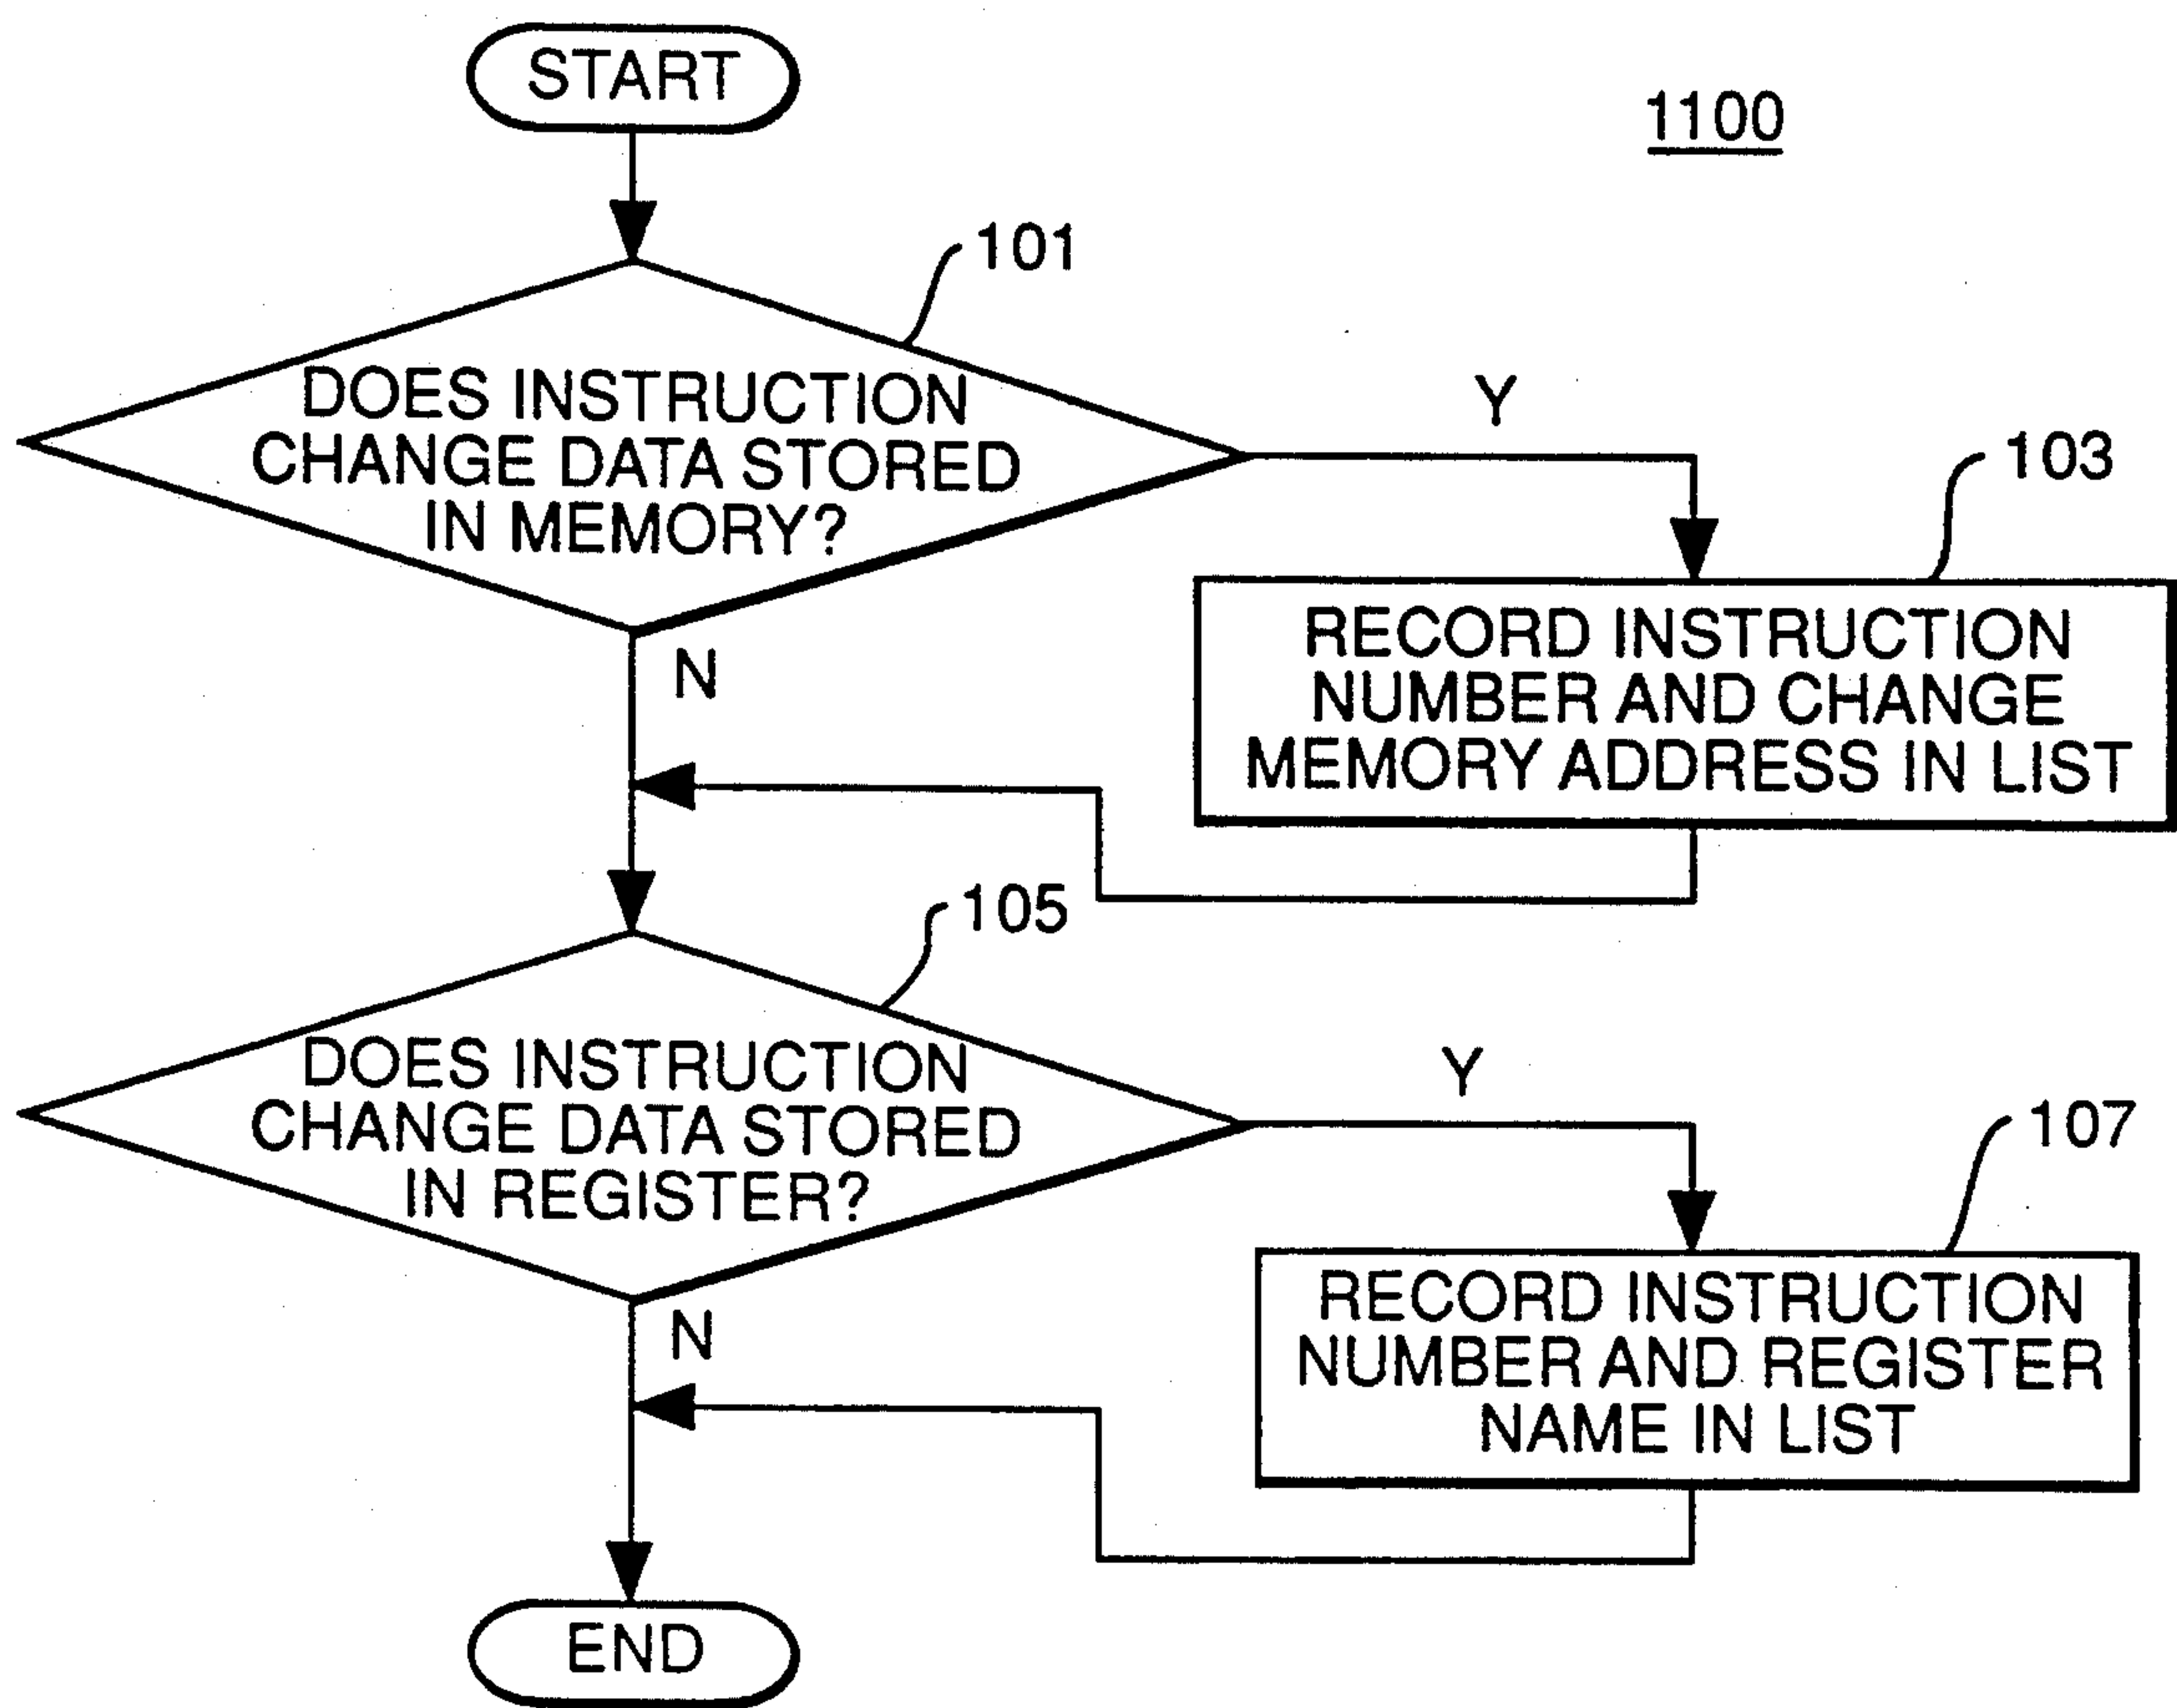 START
1100
101
DOES INSTRUCTION
CHANGE DATA STORED
IN MEMORY?
Y
103
RECORD INSTRUCTION
NUMBER AND CHANGE
MEMORY ADDRESS IN LIST
N
105
DOES INSTRUCTION
CHANGE DATA STORED
IN REGISTER?
Y
107
RECORD INSTRUCTION
NUMBER AND REGISTER
NAME IN LIST
N
END